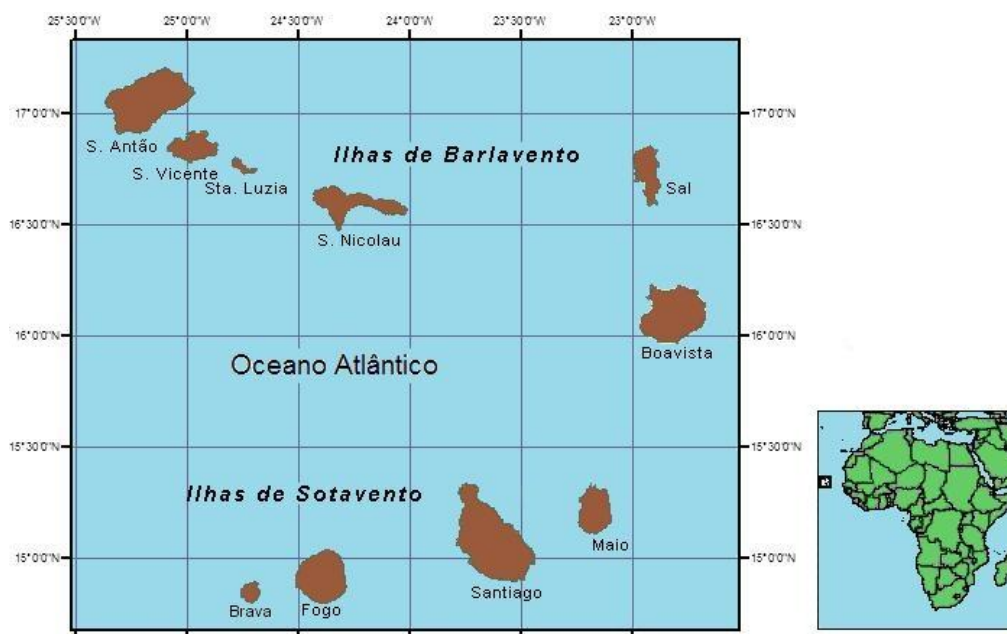 25°30'0"W 25°0'0"W 24°30'0"W 24°0'0"W 23°30'0"W 23°0'0"W
17°0'0"N 17°0'0"N
S. Antão
S. Vicente
Sta. Luzia
Ilhas de Barlavento
Sal
16°30'0"N 16°30'0"N
S. Nicolau
16°0'0"N 16°0'0"N
Boavista
Oceano Atlântico
15°30'0"N 15°30'0"N
Ilhas de Sotavento
Maio
15°0'0"N 15°0'0"N
Santiago
Brava
Fogo